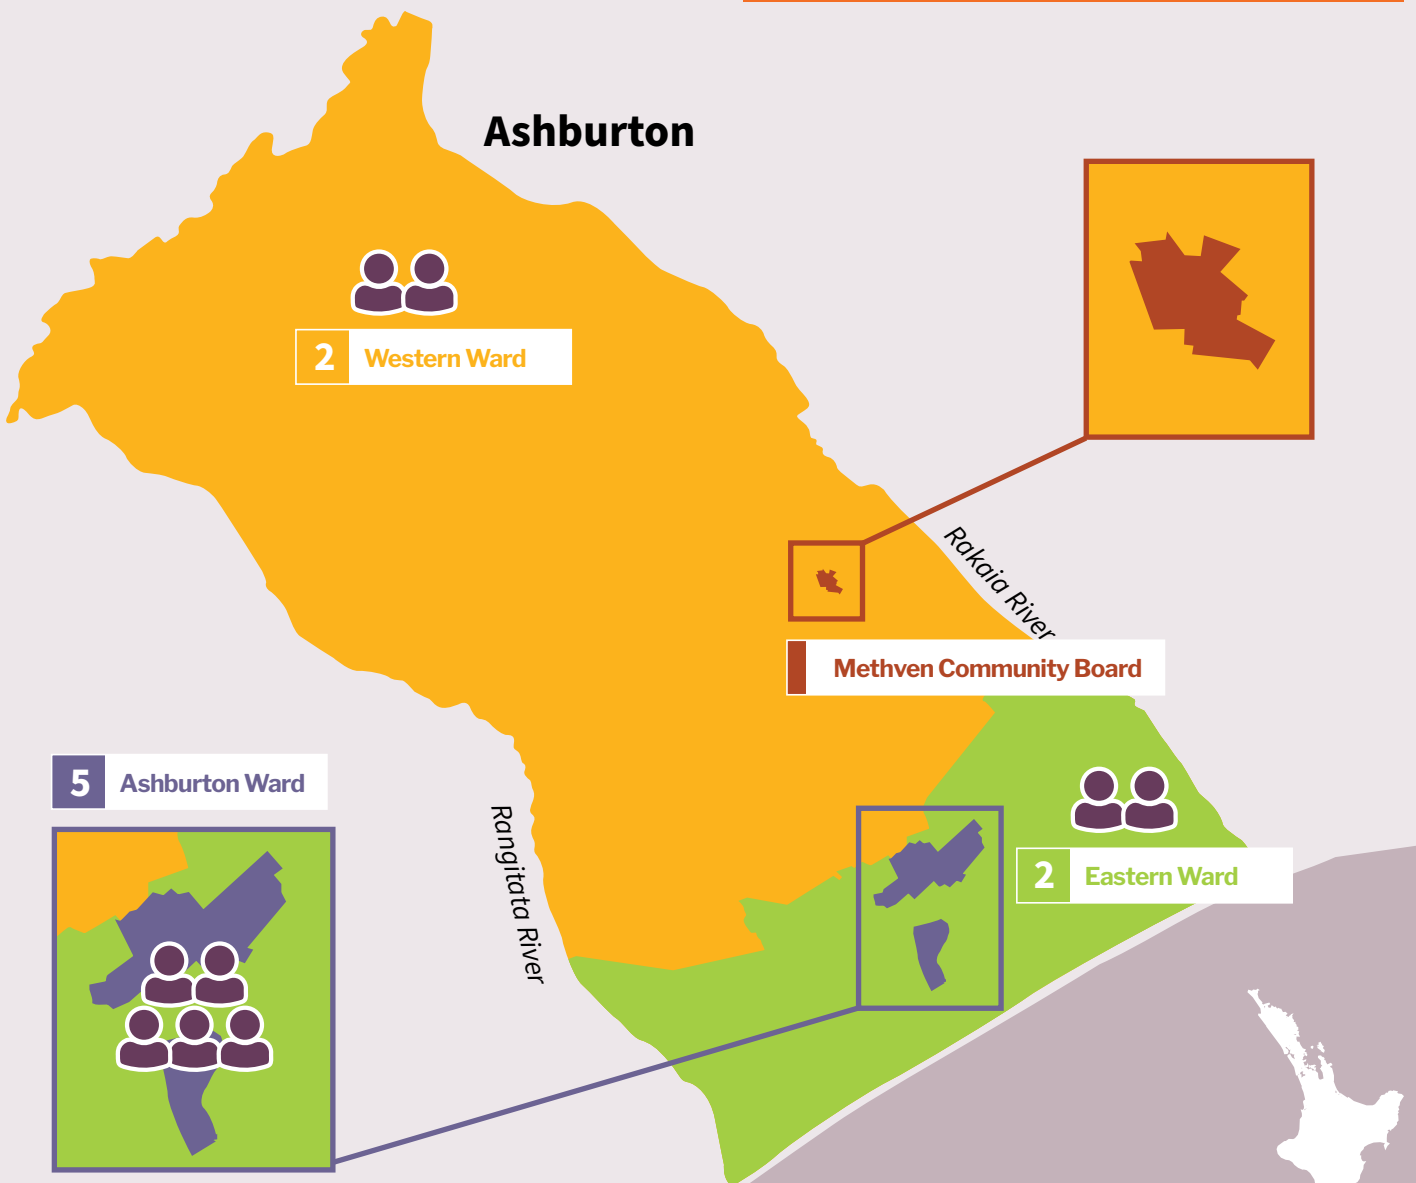 Ashburton
2 Western Ward
Rakaia River
Methven Community Board
5 Ashburton Ward
Rangitata River
2 Eastern Ward